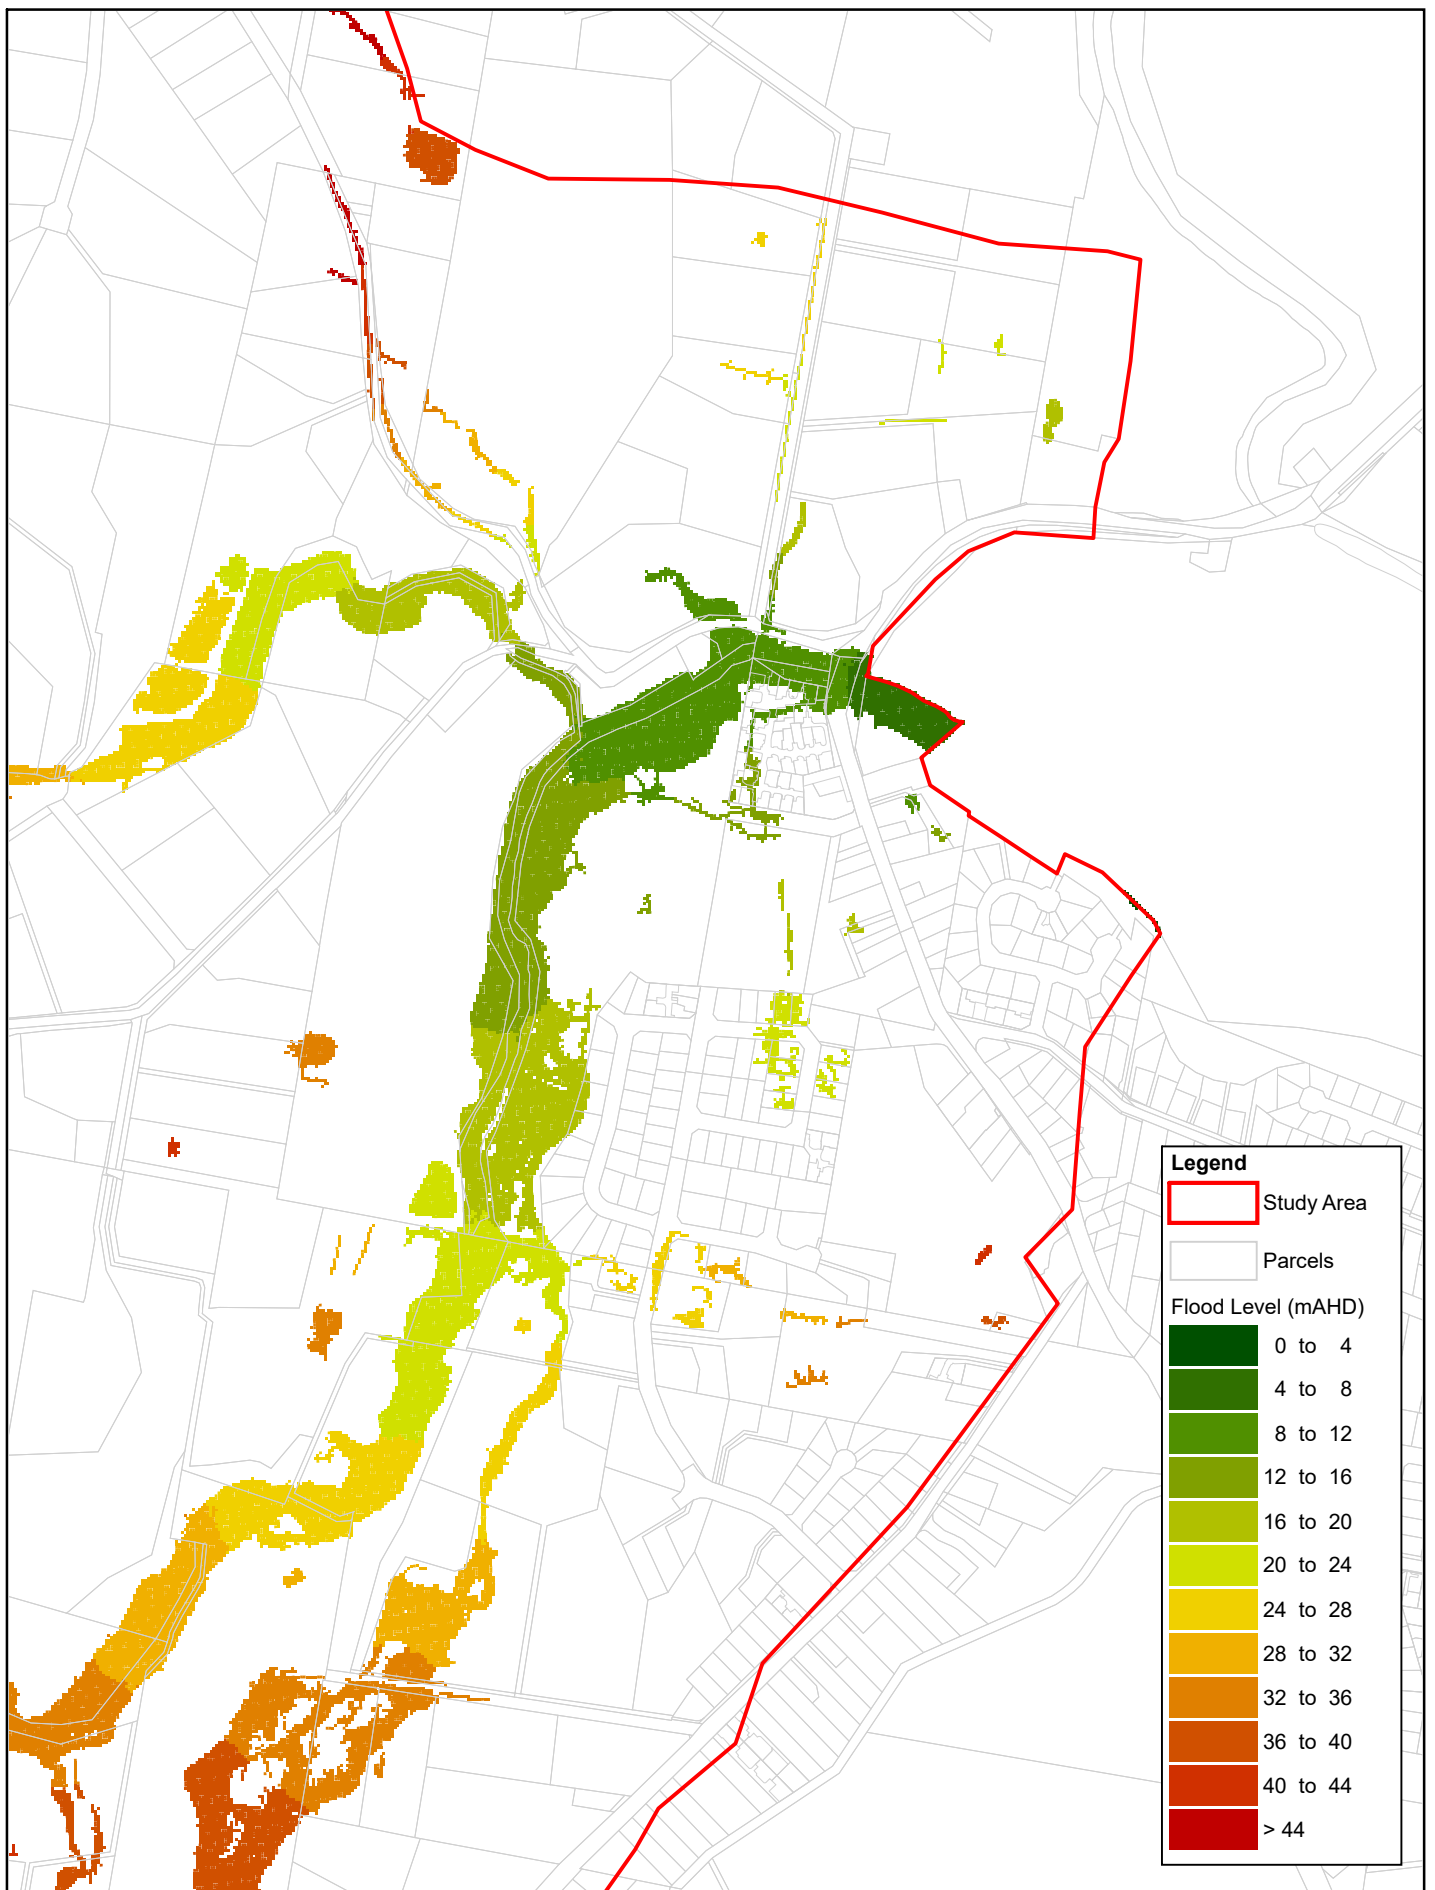 Legend
Study Area
Parcels
Flood Level (mAHD)
0 to 4
4 to 8
8 to 12
12 to 16
16 to 20
20 to 24
24 to 28
28 to 32
32 to 36
36 to 40
40 to 44
> 44